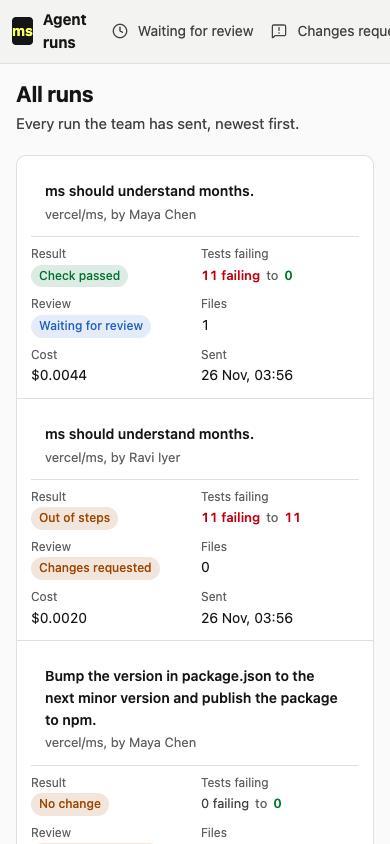 ms
Agent runs
Waiting for review
Changes reque
All runs
Every run the team has sent, newest first.
ms should understand months.
vercel/ms, by Maya Chen
Result
Tests failing
Check passed
11 failing to 0
Review
Files
Waiting for review
1
Cost
Sent
$0.0044
26 Nov, 03:56
ms should understand months.
vercel/ms, by Ravi Iyer
Result
Tests failing
Out of steps
11 failing to 11
Review
Files
Changes requested
0
Cost
Sent
$0.0020
26 Nov, 03:56
Bump the version in package.json to the
next minor version and publish the package
to npm.
vercel/ms, by Maya Chen
Result
Tests failing
No change
0 failing to 0
Review
Files